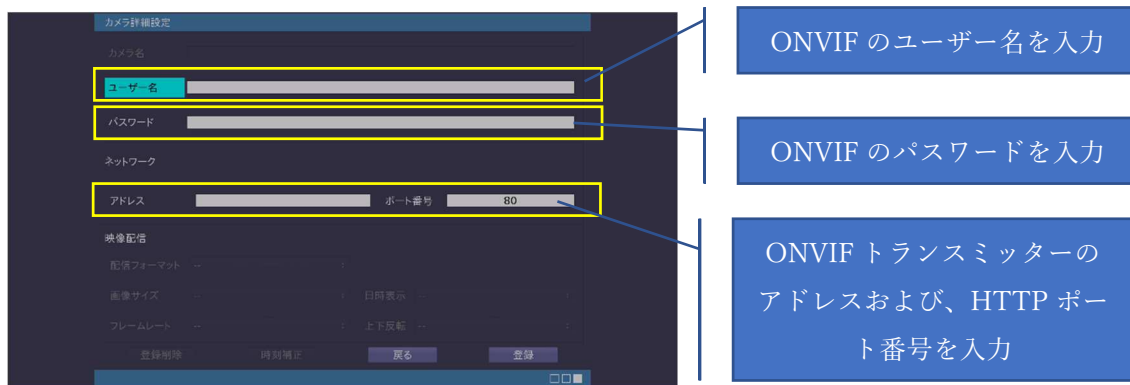 カメラ詳細設定
カメラ名
ユーザー名
パスワード
ネットワーク
アドレス ポート番号 80
映像配信
配信フォーマット --
画像サイズ -- 日時表示 --
フレームレート -- 上下反転 --
登録削除 時刻補正 戻る 登録
ONVIF のユーザー名を入力
ONVIF のパスワードを入力
ONVIF トランスミッターの
アドレスおよび、HTTP ポー
ト番号を入力